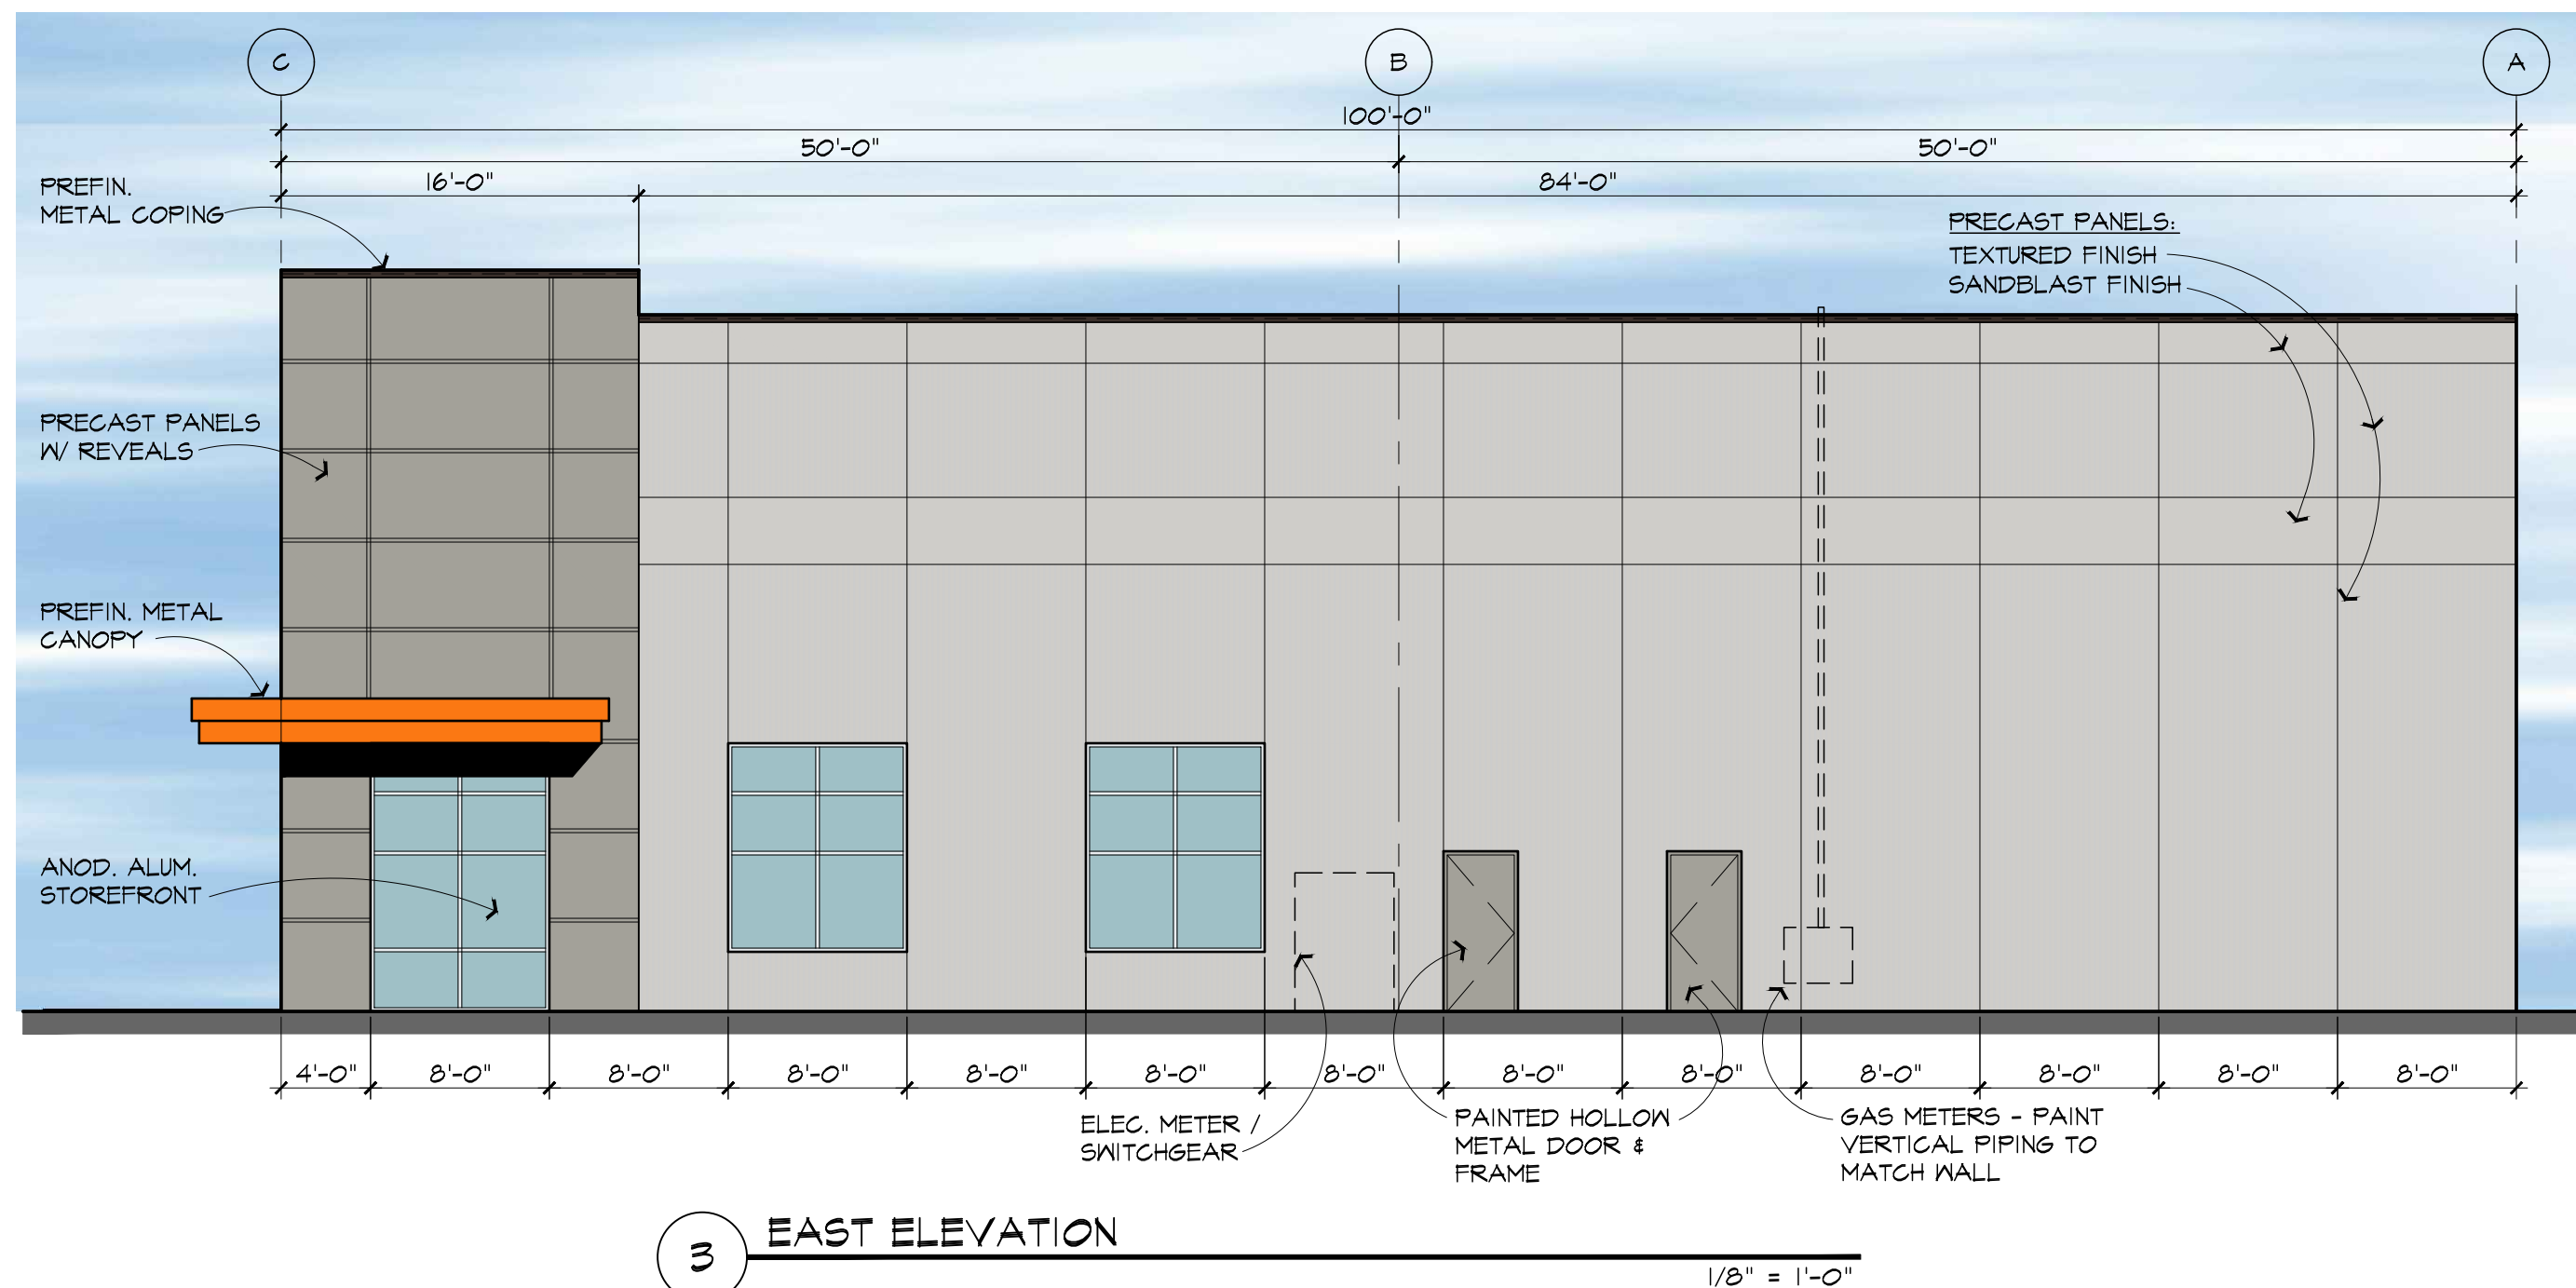 C
B
A
100'-0"
50'-0"
50'-0"
16'-0"
84'-0"
PREFIN.
METAL COPING
PRECAST PANELS:
TEXTURED FINISH
SANDBLAST FINISH
PRECAST PANELS
W/ REVEALS
PREFIN. METAL
CANOPY
ANOD. ALUM.
STOREFRONT
4'-0"
8'-0"
8'-0"
8'-0"
8'-0"
8'-0"
8'-0"
8'-0"
8'-0"
8'-0"
8'-0"
8'-0"
8'-0"
ELEC. METER /
SWITCHGEAR
PAINTED HOLLOW
METAL DOOR &
FRAME
GAS METERS - PAINT
VERTICAL PIPING TO
MATCH WALL
3
EAST ELEVATION
1/8" = 1'-0"